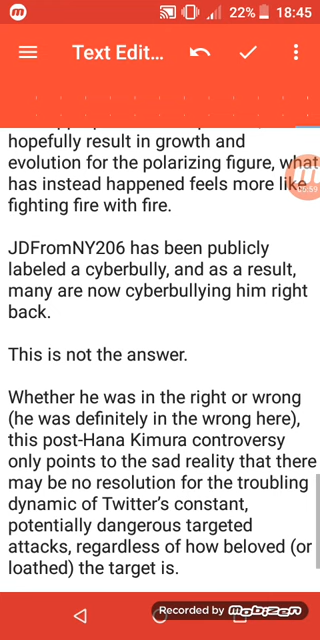 22% 18:45
Text Edit...
hopefully result in growth and
evolution for the polarizing figure, what
has instead happened feels more like
fighting fire with fire.
JDFromNY206 has been publicly
labeled a cyberbully, and as a result,
many are now cyberbullying him right
back.
This is not the answer.
Whether he was in the right or wrong
(he was definitely in the wrong here),
this post-Hana Kimura controversy
only points to the sad reality that there
may be no resolution for the troubling
dynamic of Twitter’s constant,
potentially dangerous targeted
attacks, regardless of how beloved (or
loathed) the target is.
Recorded by mobizen